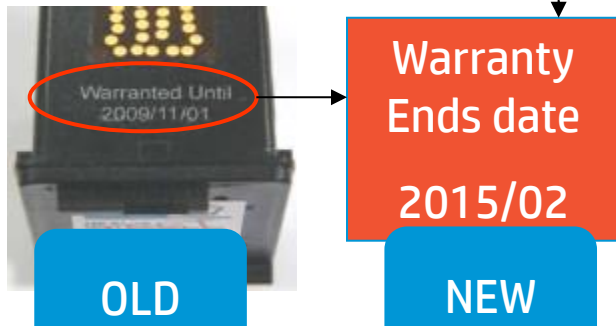 Warranted Until
2009/11/01
Warranty
Ends date
2015/02
OLD
NEW